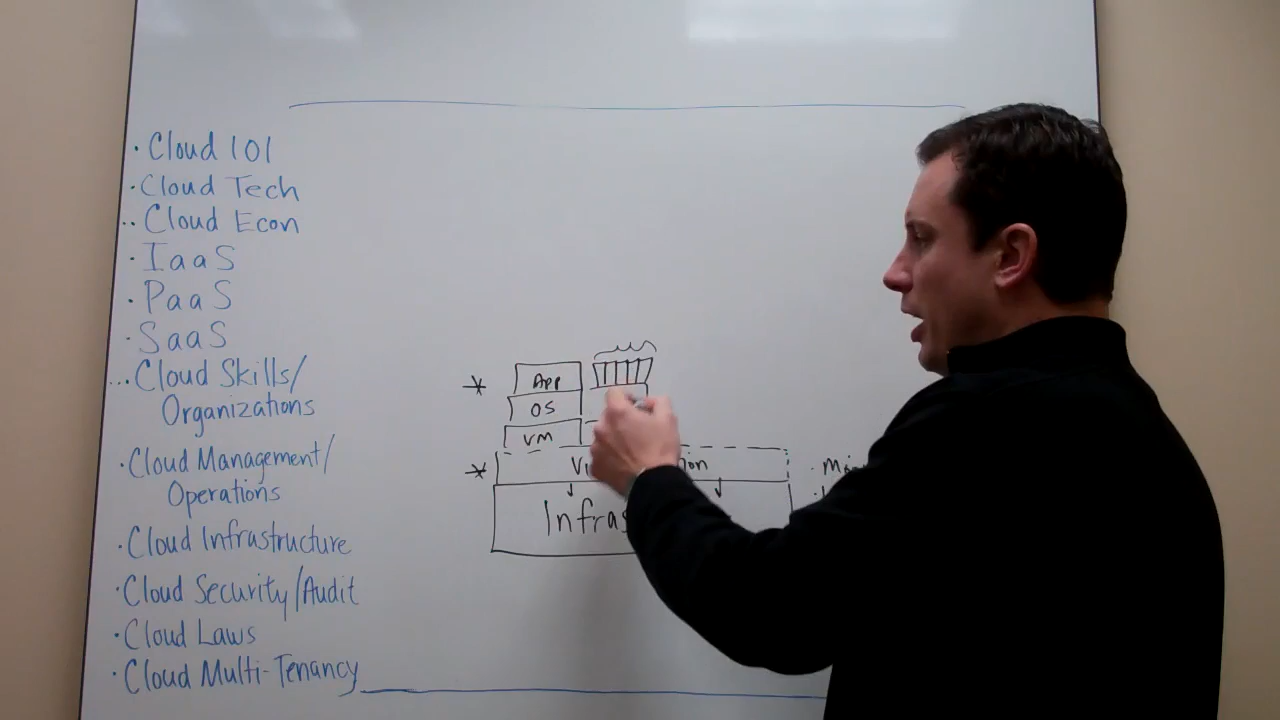 · Cloud 101
· Cloud Tech
·· Cloud Econ
· IaaS
· PaaS
· SaaS
... Cloud Skills/
Organizations
· Cloud Management/
Operations
· Cloud Infrastructure
· Cloud Security/Audit
· Cloud Laws
· Cloud Multi-Tenancy
* App
OS
VM
*